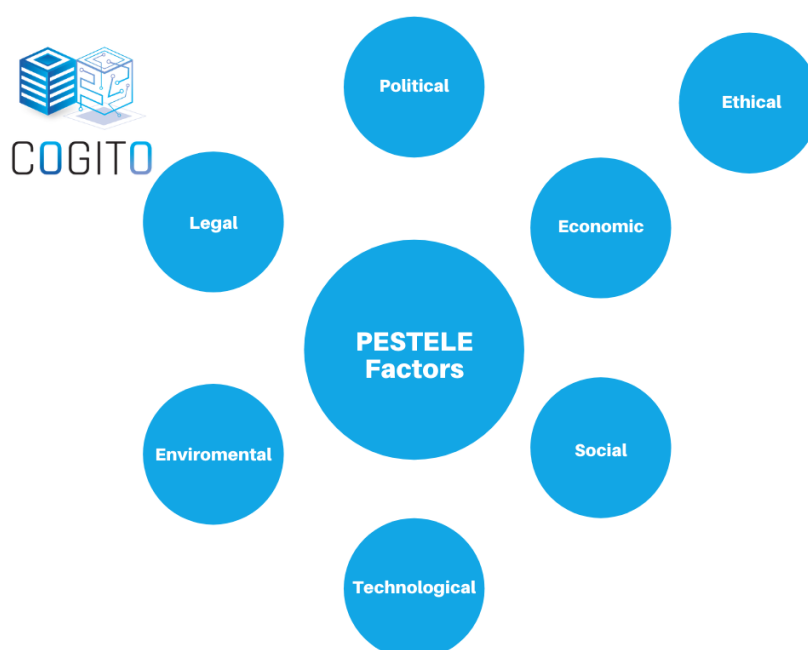 COGITO
Political
Ethical
Legal
Economic
PESTELE
Factors
Enviromental
Social
Technological